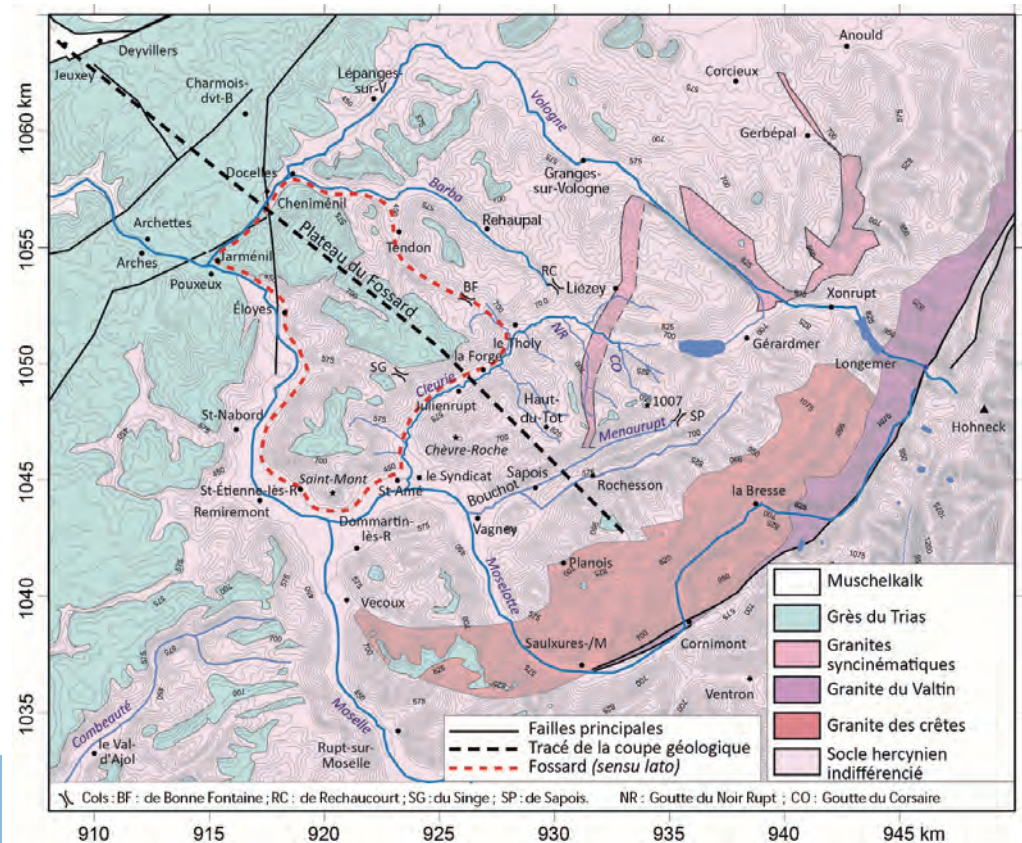 Deyvillers
Jeuxey
Charmois-
dvt-B
Lépanges-
sur-V
Vologne
Anould
Corcieux
Gerbépal
Docelles
Granges-
sur-Vologne
Cheniménil
Barba
Rehaupal
Archettes
Arches
Jarménil
Pouxeux
Plateau du Fossard
Tendon
RC
Liézey
BF
Xonrupt
Éloyes
le Tholy
NR
CO
Gérardmer
Longemer
la Forge
SG
Cleurie
Julienrupt
Haut-
du-Tot
1007
SP
Menaurupt
Hohneck
St-Nabord
Chèvre-Roche
Saint-Mont
le Syndicat
Sapois
Rochesson
St-Étienne-lès-R
St-Amé
Bouchot
la Bresse
Remiremont
Dommartin-
lès-R
Vagney
Moselotte
Planois
Vecoux
Saulxures-/M
Cornimont
Ventron
Combeauté
Moselle
le Val-
d'Ajol
Rupt-sur-
Moselle
Muschelkalk
Grès du Trias
Granites
syncinématiques
Granite du Valtin
Granite des crêtes
Socle hercynien
indifférencié
Failles principales
Tracé de la coupe géologique
Fossard (sensu lato)
Cols : BF : de Bonne Fontaine ; RC : de Rechaucourt ; SG : du Singe ; SP : de Sapois. NR : Goutte du Noir Rupt ; CO : Goutte du Corsaire
1060 km
1055
1050
1045
1040
1035
910 915 920 925 930 935 940 945 km